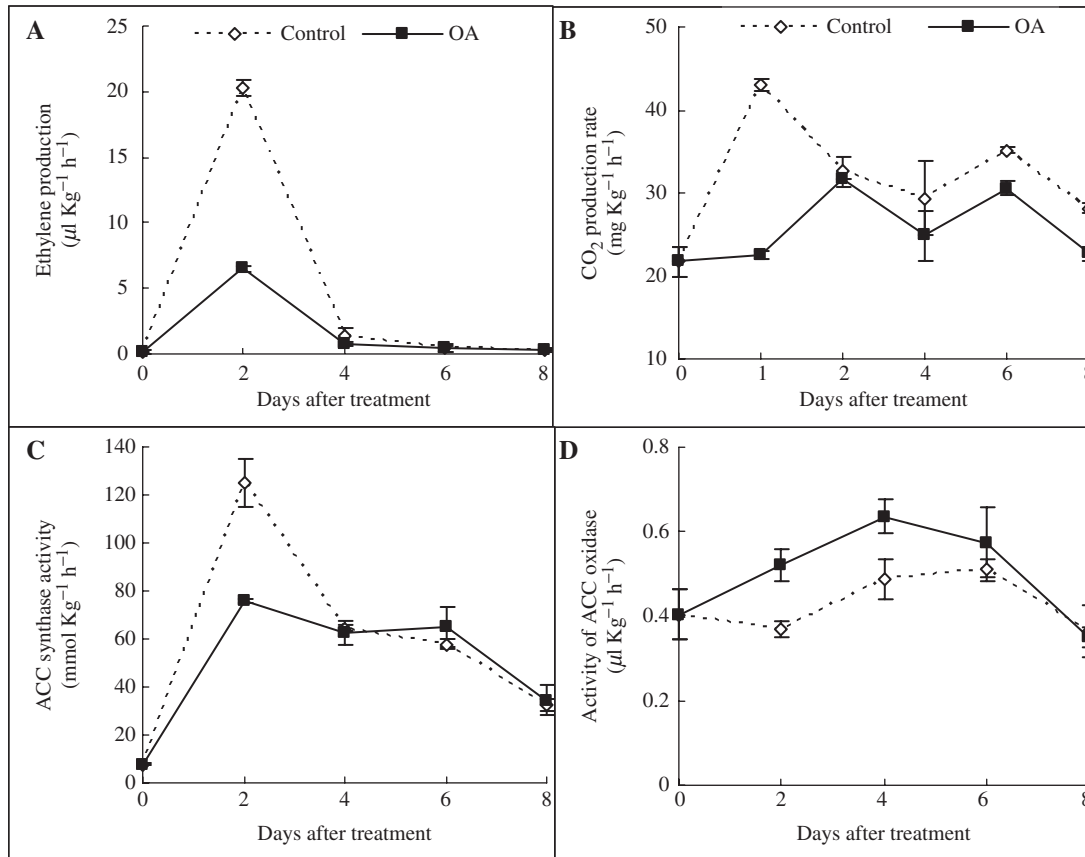 A
Control
OA
Ethylene production
(µl Kg⁻¹ h⁻¹)
25
20
15
10
5
0
0 2 4 6 8
Days after treatment
B
Control
OA
CO₂ production rate
(mg Kg⁻¹ h⁻¹)
50
40
30
20
10
0 1 2 4 6 8
Days after treament
C
ACC synthase activity
(mmol Kg⁻¹ h⁻¹)
140
120
100
80
60
40
20
0
0 2 4 6 8
Days after treatment
D
Activity of ACC oxidase
(µl Kg⁻¹ h⁻¹)
0.8
0.6
0.4
0.2
0
0 2 4 6 8
Days after treatment